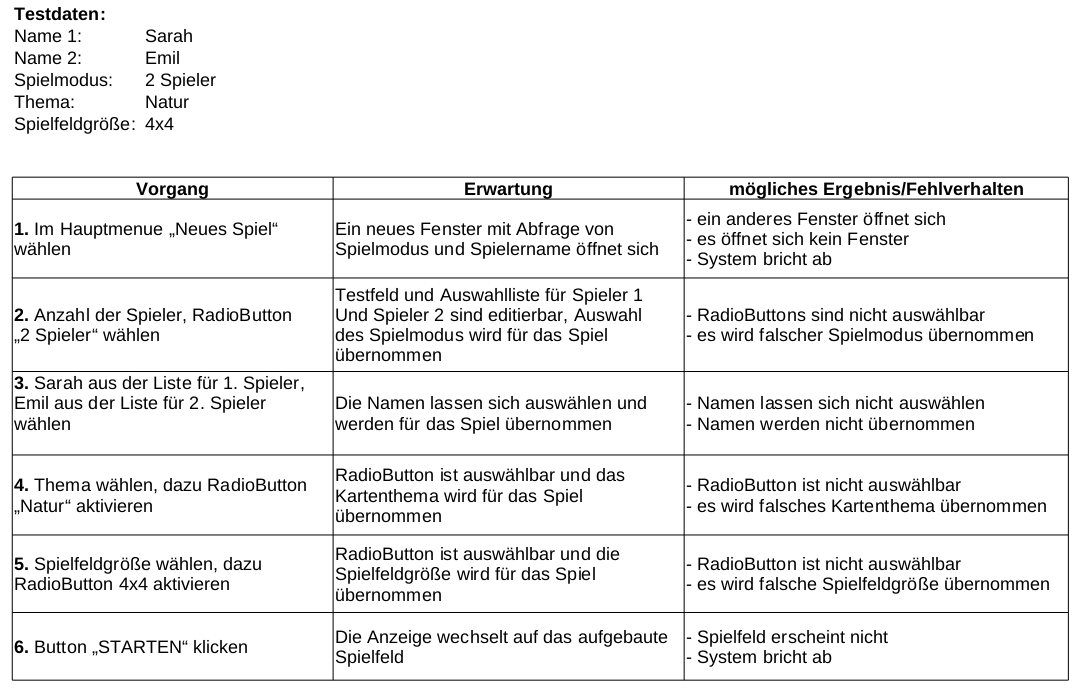 Testdaten:
Name 1: Sarah
Name 2: Emil
Spielmodus: 2 Spieler
Thema: Natur
Spielfeldgröße: 4x4
Vorgang
Erwartung
mögliches Ergebnis/Fehlverhalten
1. Im Hauptmenue „Neues Spiel“
wählen
Ein neues Fenster mit Abfrage von
Spielmodus und Spielername öffnet sich
- ein anderes Fenster öffnet sich
- es öffnet sich kein Fenster
- System bricht ab
2. Anzahl der Spieler, RadioButton
„2 Spieler“ wählen
Testfeld und Auswahlliste für Spieler 1
Und Spieler 2 sind editierbar, Auswahl
des Spielmodus wird für das Spiel
übernommen
- RadioButtons sind nicht auswählbar
- es wird falscher Spielmodus übernommen
3. Sarah aus der Liste für 1. Spieler,
Emil aus der Liste für 2. Spieler
wählen
Die Namen lassen sich auswählen und
werden für das Spiel übernommen
- Namen lassen sich nicht auswählen
- Namen werden nicht übernommen
4. Thema wählen, dazu RadioButton
„Natur“ aktivieren
RadioButton ist auswählbar und das
Kartenthema wird für das Spiel
übernommen
- RadioButton ist nicht auswählbar
- es wird falsches Kartenthema übernommen
5. Spielfeldgröße wählen, dazu
RadioButton 4x4 aktivieren
RadioButton ist auswählbar und die
Spielfeldgröße wird für das Spiel
übernommen
- RadioButton ist nicht auswählbar
- es wird falsche Spielfeldgröße übernommen
6. Button „STARTEN“ klicken
Die Anzeige wechselt auf das aufgebaute
Spielfeld
- Spielfeld erscheint nicht
- System bricht ab